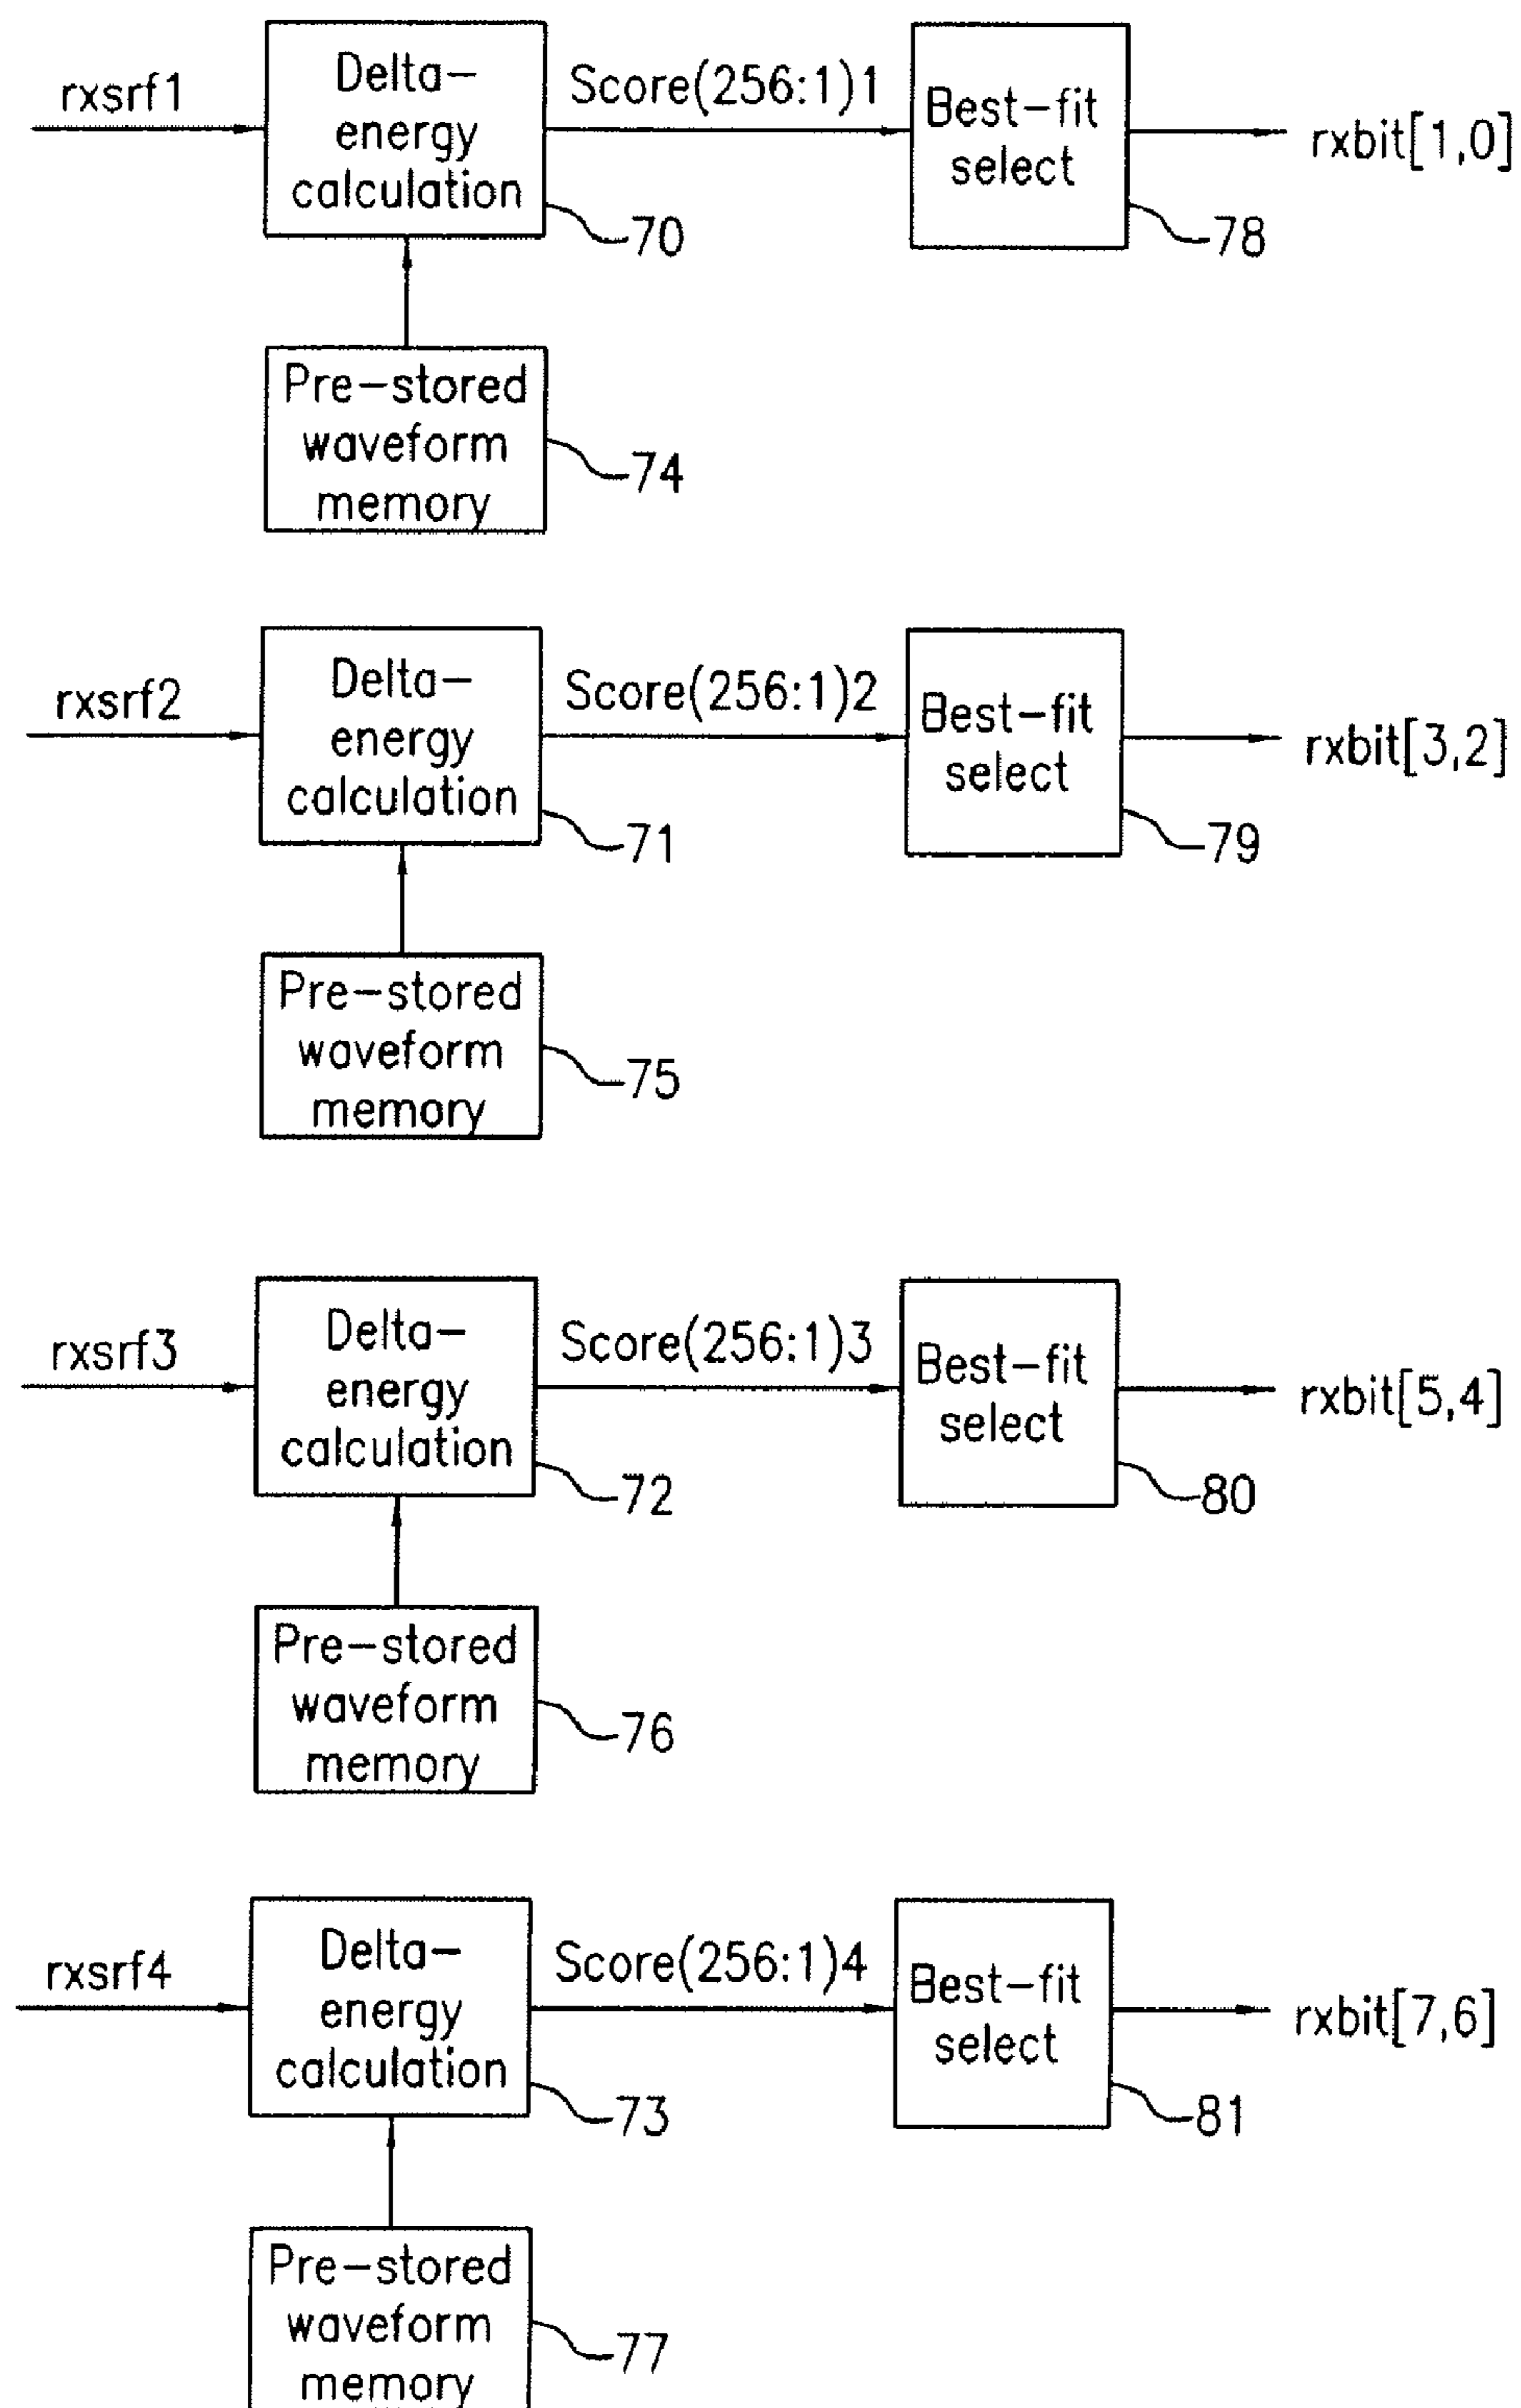 rxsrf1
Delta-
energy
calculation
70
Score(256:1)1
Best-fit
select
78
rxbit[1,0]
Pre-stored
waveform
memory
74
rxsrf2
Delta-
energy
calculation
71
Score(256:1)2
Best-fit
select
79
rxbit[3,2]
Pre-stored
waveform
memory
75
rxsrf3
Delta-
energy
calculation
72
Score(256:1)3
Best-fit
select
80
rxbit[5,4]
Pre-stored
waveform
memory
76
rxsrf4
Delta-
energy
calculation
73
Score(256:1)4
Best-fit
select
81
rxbit[7,6]
Pre-stored
waveform
memory
77